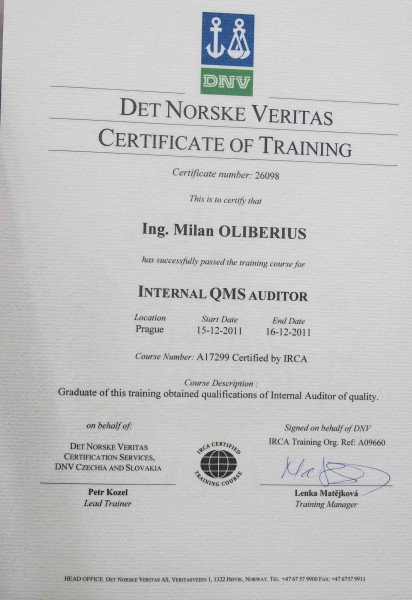 DNV
DET NORSKE VERITAS
CERTIFICATE OF TRAINING
Certificate number: 26098
This is to certify that
Ing. Milan OLIBERIUS
has successfully passed the training course for
INTERNAL QMS AUDITOR
Location Start Date End Date
Prague 15-12-2011 16-12-2011
Course Number: A17299 Certified by IRCA
Course Description :
Graduate of this training obtained qualifications of Internal Auditor of quality.
on behalf of:
DET NORSKE VERITAS
CERTIFICATION SERVICES,
DNV CZECHIA AND SLOVAKIA
Petr Kozel
Lead Trainer
IRCA CERTIFIED
TRAINING COURSE
Signed on behalf of DNV
IRCA Training Org. Ref: A09660
Lenka Matějková
Training Manager
HEAD OFFICE: DET NORSKE VERITAS AS, VERITASVEIEN 1, 1322 HØVIK, NORWAY. TEL: +47 67 57 9900 FAX: +47 6757 9911